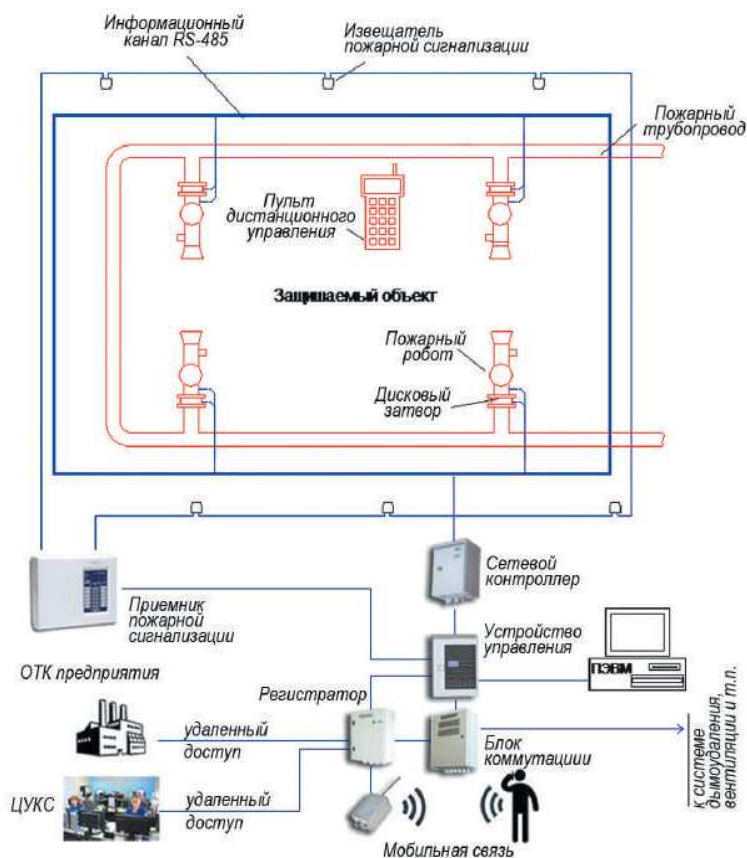 Информационный
канал RS-485
Извещатель
пожарной сигнализации
Пожарный
трубопровод
Пульт
дистанционного
управления
Защишаемый объект
Пожарный
робот
Дисковый
затвор
Сетевой
контроллер
Приемник
пожарной
сигнализации
Устройство
управления
ПЭВМ
ОТК предприятия
Регистратор
удаленный
доступ
Блок
коммутациии
к системе
дымоудаления,
вентиляции и т.п.
ЦУКС
удаленный
доступ
Мобильная связь